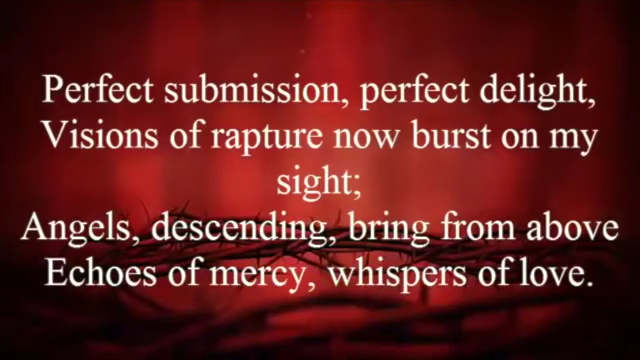 Perfect submission, perfect delight,
Visions of rapture now burst on my
sight;
Angels, descending, bring from above
Echoes of mercy, whispers of love.